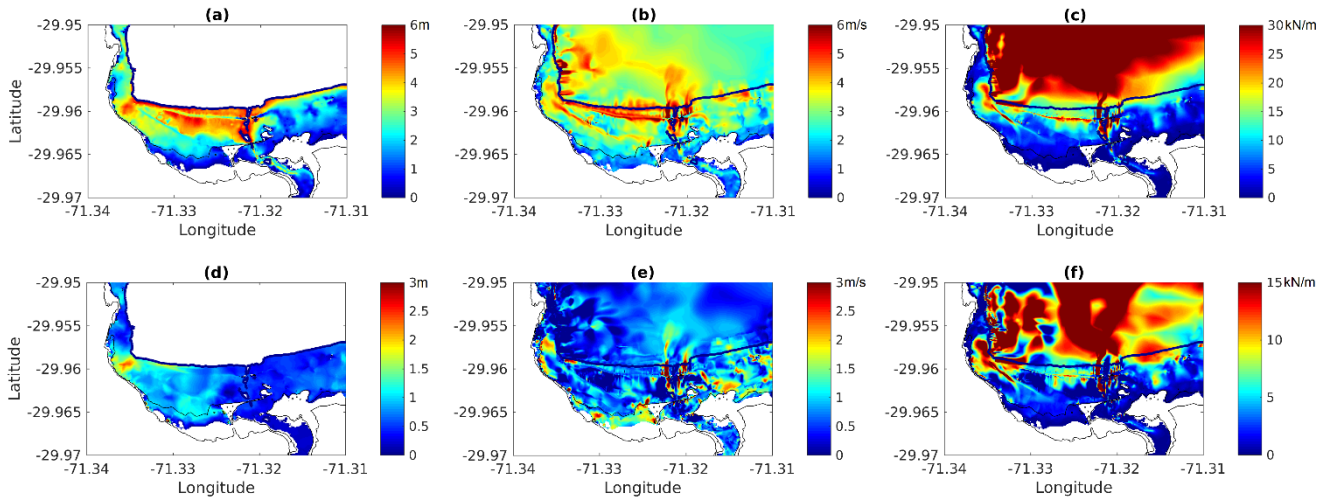 (a) (b) (c)
-29.95 6m -29.95 6m/s -29.95 30kN/m
5 5 25
-29.955 -29.955 -29.955
4 4 20
-29.96 3 -29.96 3 -29.96 15
2 2 10
-29.965 -29.965 -29.965
1 1 5
-29.97 0 -29.97 0 -29.97 0
-71.34 -71.33 -71.32 -71.31 -71.34 -71.33 -71.32 -71.31 -71.34 -71.33 -71.32 -71.31
Latitude
Longitude Longitude Longitude
(d) (e) (f)
-29.95 3m -29.95 3m/s -29.95 15kN/m
2.5 2.5
-29.955 2 -29.955 2 -29.955 10
-29.96 1.5 -29.96 1.5 -29.96
1 1 5
-29.965 -29.965 -29.965
0.5 0.5
-29.97 0 -29.97 0 -29.97 0
-71.34 -71.33 -71.32 -71.31 -71.34 -71.33 -71.32 -71.31 -71.34 -71.33 -71.32 -71.31
Latitude
Longitude Longitude Longitude